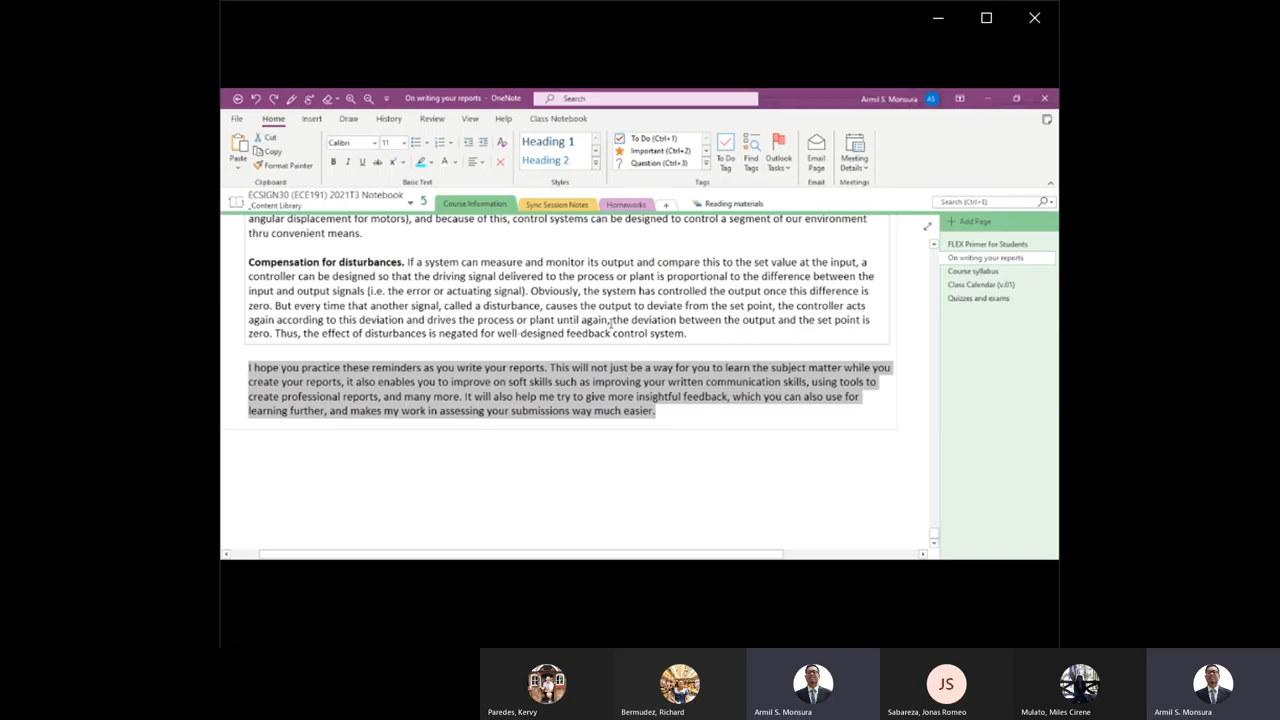 On writing your reports - OneNote
Search
Armil S. Monsura
AS
File
Home
Insert
Draw
History
Review
View
Help
Class Notebook
Paste
Cut
Copy
Format Painter
Clipboard
Calibri
11
B I U ab x
A
Basic Text
Heading 1
Heading 2
Styles
To Do (Ctrl+1)
Important (Ctrl+2)
Question (Ctrl+3)
To Do Tag
Find Tags
Outlook Tasks
Tags
Email Page
Email
Meeting Details
Meetings
ECSIGN30 (ECE191) 2021T3 Notebook
_Content Library
Course Information
Sync Session Notes
Homeworks
+
Reading materials
Search (Ctrl+E)
angular displacement for motors), and because of this, control systems can be designed to control a segment of our environment
thru convenient means.
Compensation for disturbances. If a system can measure and monitor its output and compare this to the set value at the input, a
controller can be designed so that the driving signal delivered to the process or plant is proportional to the difference between the
input and output signals (i.e. the error or actuating signal). Obviously, the system has controlled the output once this difference is
zero. But every time that another signal, called a disturbance, causes the output to deviate from the set point, the controller acts
again according to this deviation and drives the process or plant until again, the deviation between the output and the set point is
zero. Thus, the effect of disturbances is negated for well-designed feedback control system.
I hope you practice these reminders as you write your reports. This will not just be a way for you to learn the subject matter while you
create your reports, it also enables you to improve on soft skills such as improving your written communication skills, using tools to
create professional reports, and many more. It will also help me try to give more insightful feedback, which you can also use for
learning further, and makes my work in assessing your submissions way much easier.
Add Page
FLEX Primer for Students
On writing your reports
Course syllabus
Class Calendar (v.01)
Quizzes and exams
Paredes, Kervy
Bermudez, Richard
Armil S. Monsura
JS
Sabareza, Jonas Romeo
Mulato, Miles Cirene
Armil S. Monsura